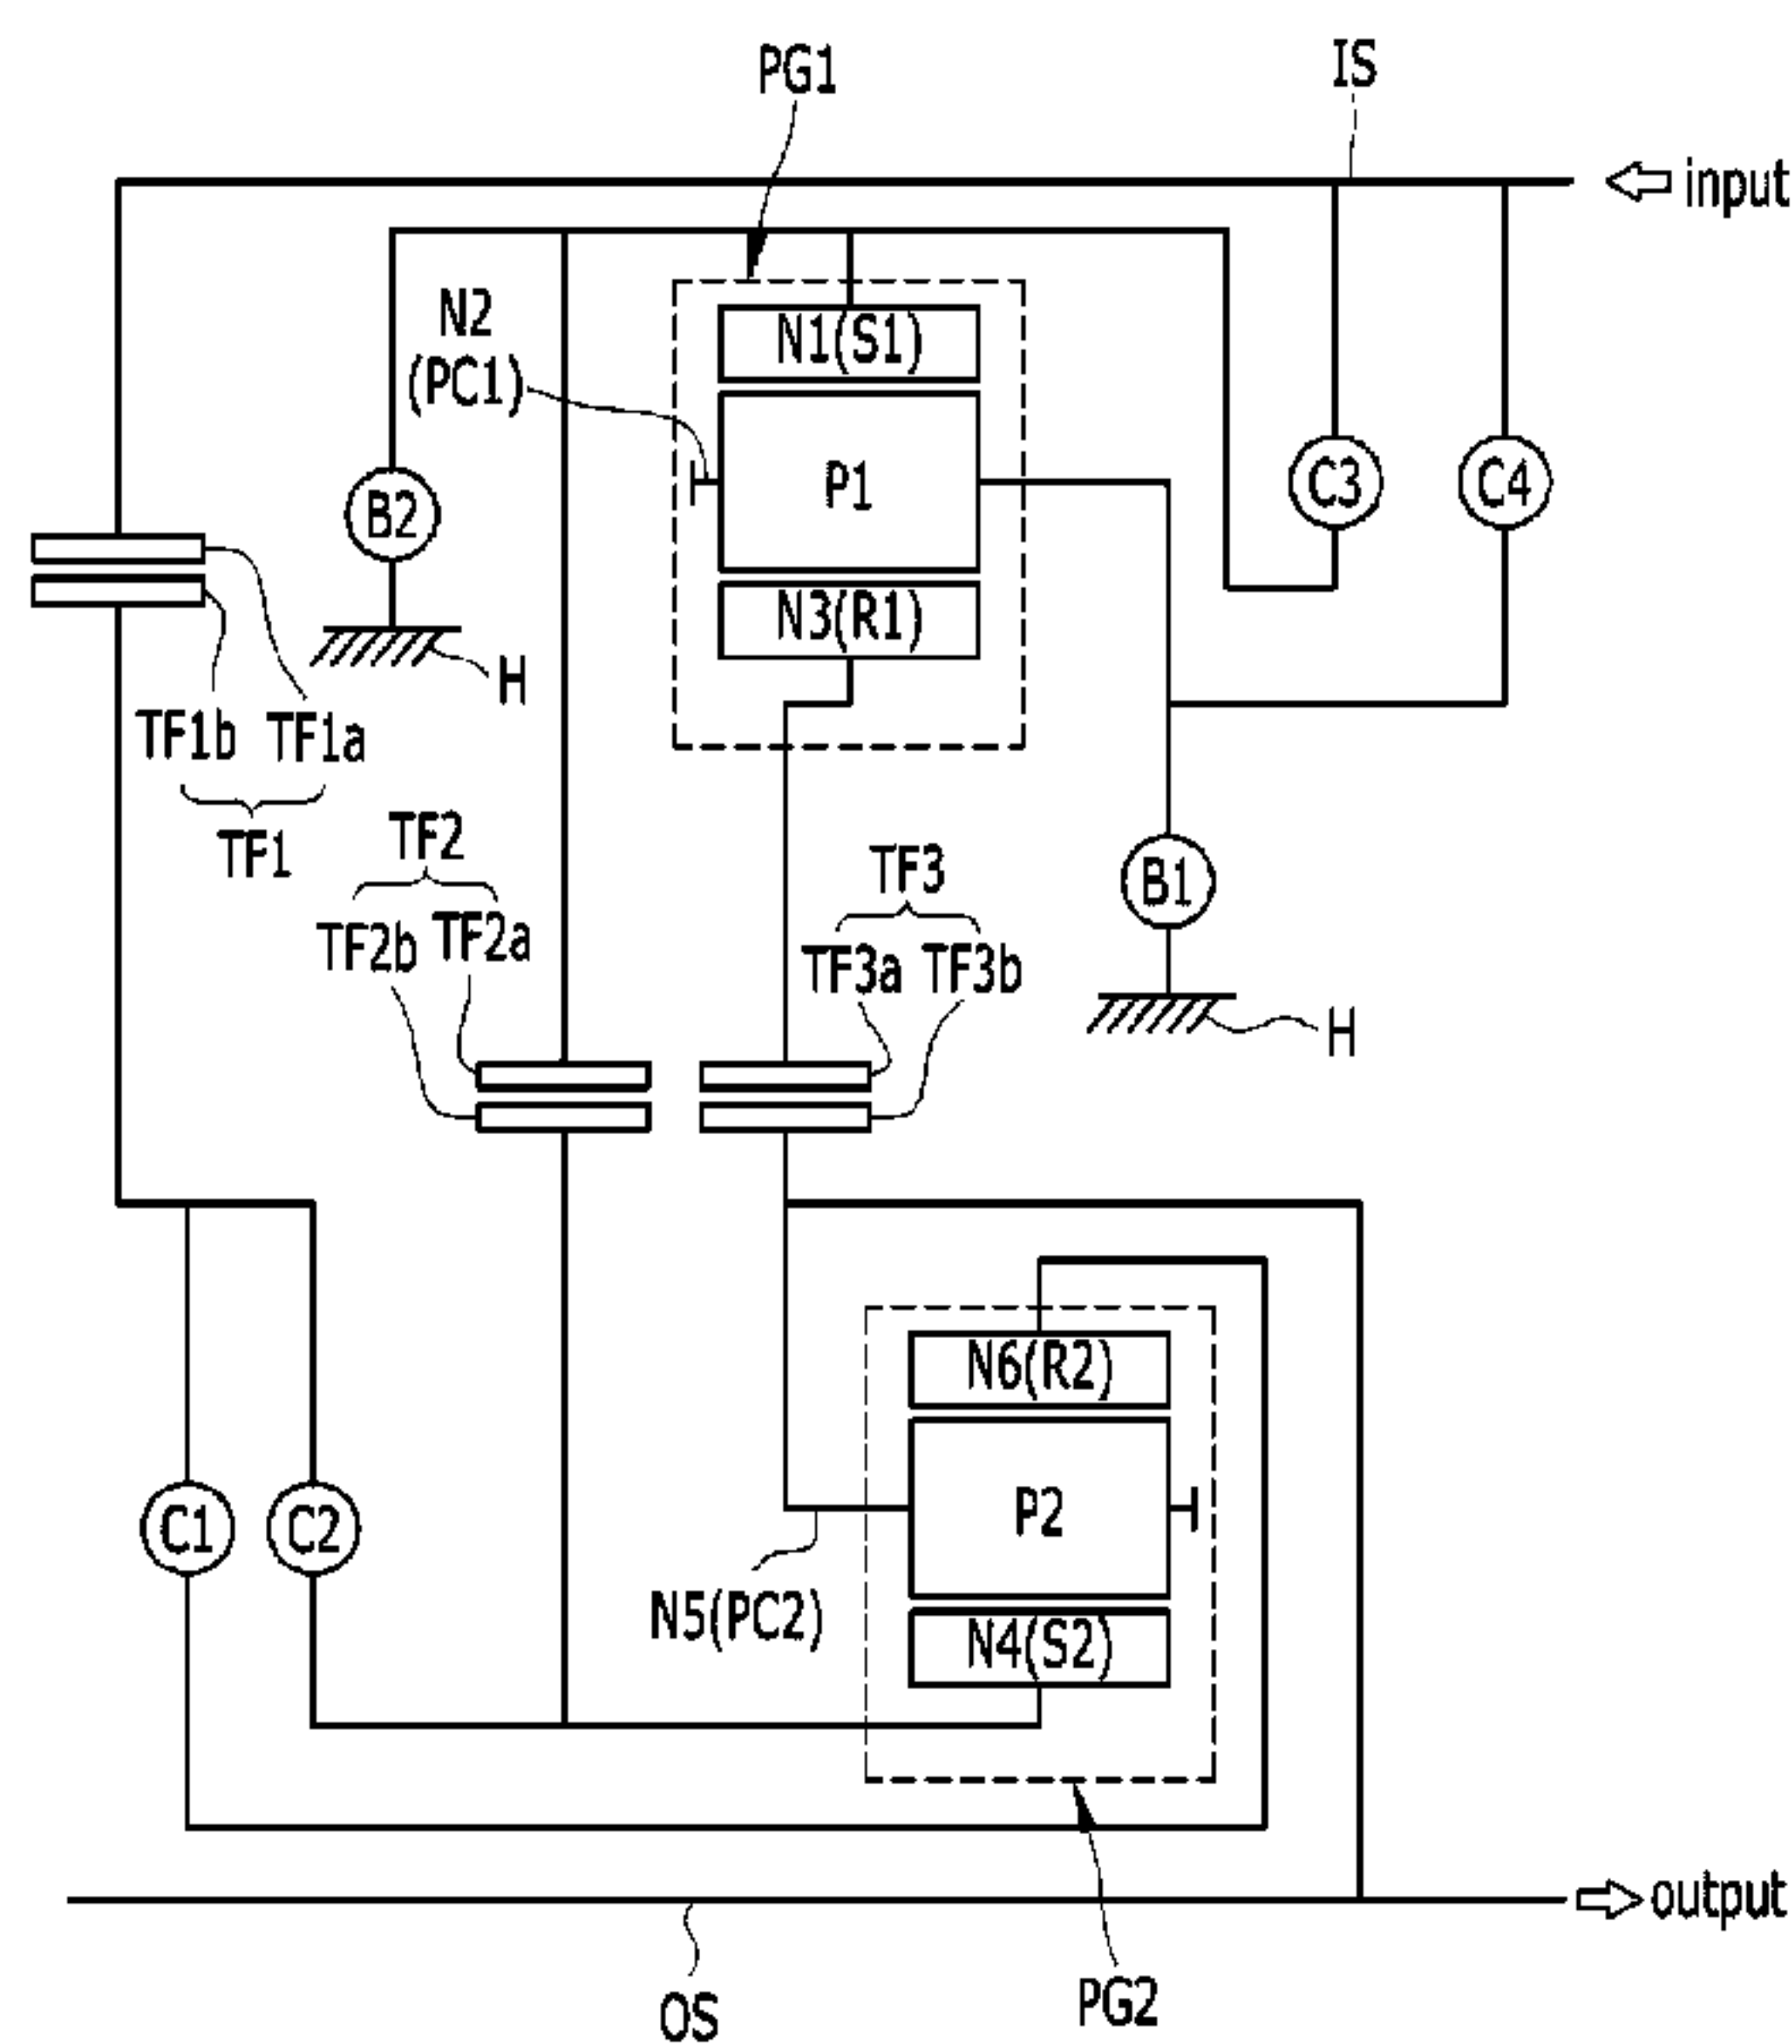 PG1
IS
input
N2
(PC1)
N1(S1)
P1
C3
C4
B2
N3(R1)
H
TF1b
TF1a
TF1
TF2
TF3
B1
TF2b
TF2a
TF3a
TF3b
H
N6(R2)
P2
C1
C2
N5(PC2)
N4(S2)
output
OS
PG2